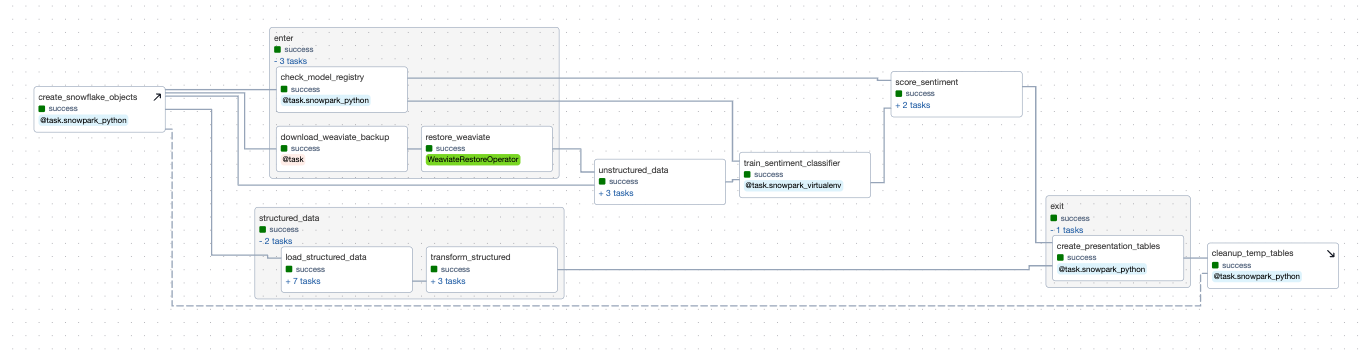 enter
success
- 3 tasks
check_model_registry
success
@task.snowpark_python
create_snowflake_objects
success
@task.snowpark_python
download_weaviate_backup
success
@task
restore_weaviate
success
WeaviateRestoreOperator
score_sentiment
success
+ 2 tasks
unstructured_data
success
+ 3 tasks
train_sentiment_classifier
success
@task.snowpark_virtualenv
structured_data
success
- 2 tasks
load_structured_data
success
+ 7 tasks
transform_structured
success
+ 3 tasks
exit
success
- 1 tasks
create_presentation_tables
success
@task.snowpark_python
cleanup_temp_tables
success
@task.snowpark_python